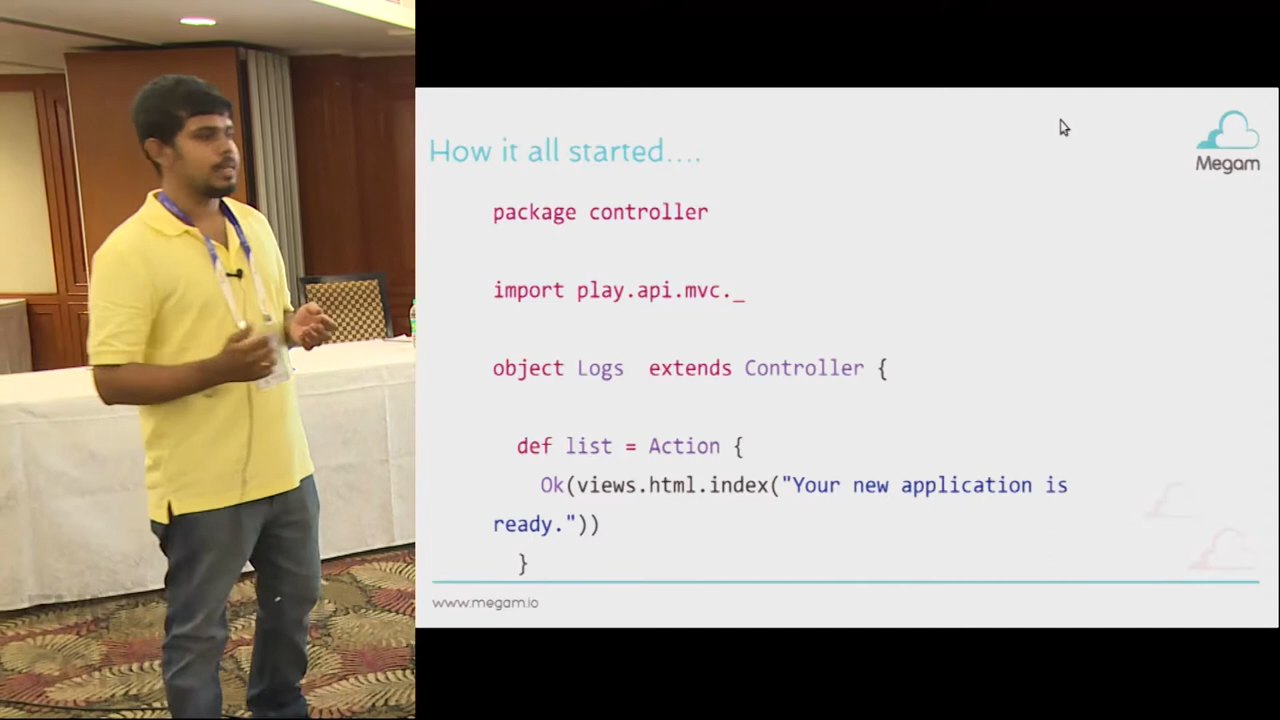 How it all started....
Megam
package controller
import play.api.mvc._
object Logs extends Controller {
def list = Action {
Ok(views.html.index("Your new application is
ready."))
}
www.megam.io